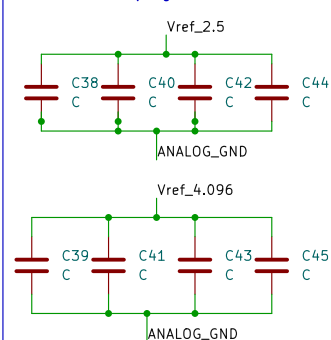 Vref_2.5
C38 C40 C42 C44
C C C C
ANALOG_GND
Vref_4.096
C39 C41 C43 C45
C C C C
ANALOG_GND